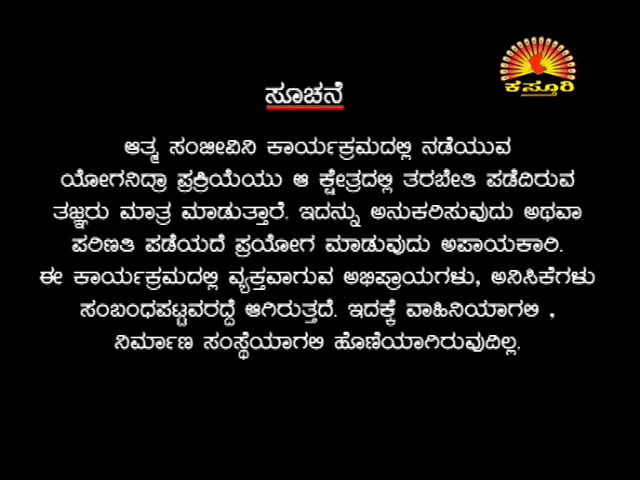 ಕಸ್ತೂರಿ
ಸೂಚನೆ
ಆತ್ಮ ಸಂಜೀವಿನಿ ಕಾರ್ಯಕ್ರಮದಲ್ಲಿ ನಡೆಯುವ
ಯೋಗನಿದ್ರಾ ಪ್ರಕ್ರಿಯೆಯು ಆ ಕ್ಷೇತ್ರದಲ್ಲಿ ತರಬೇತಿ ಪಡೆದಿರುವ
ತಜ್ಞರು ಮಾತ್ರ ಮಾಡುತ್ತಾರೆ. ಇದನ್ನು ಅನುಕರಿಸುವುದು ಅಥವಾ
ಪರಿಣತಿ ಪಡೆಯದೆ ಪ್ರಯೋಗ ಮಾಡುವುದು ಅಪಾಯಕಾರಿ.
ಈ ಕಾರ್ಯಕ್ರಮದಲ್ಲಿ ವ್ಯಕ್ತವಾಗುವ ಅಭಿಪ್ರಾಯಗಳು, ಅನಿಸಿಕೆಗಳು
ಸಂಬಂಧಪಟ್ಟವರದ್ದೆ ಆಗಿರುತ್ತದೆ. ಇದಕ್ಕೆ ವಾಹಿನಿಯಾಗಲಿ ,
ನಿರ್ಮಾಣ ಸಂಸ್ಥೆಯಾಗಲಿ ಹೊಣೆಯಾಗಿರುವುದಿಲ್ಲ.